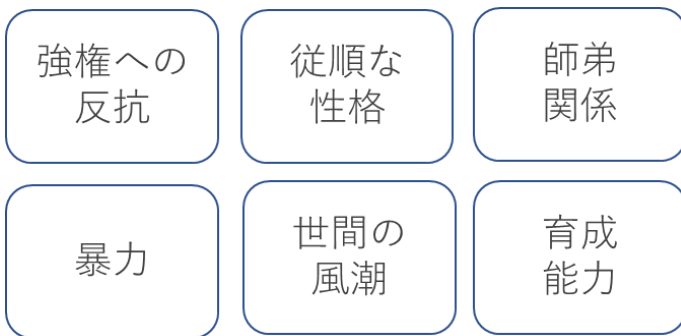 強権への
反抗
従順な
性格
師弟
関係
暴力
世間の
風潮
育成
能力